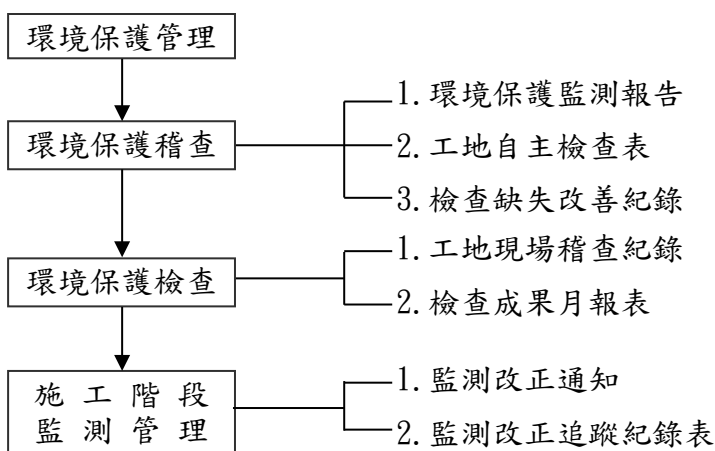 環境保護管理
環境保護稽查
1.環境保護監測報告
2.工地自主檢查表
3.檢查缺失改善紀錄
環境保護檢查
1.工地現場稽查紀錄
2.檢查成果月報表
施工階段
監測管理
1.監測改正通知
2.監測改正追蹤紀錄表